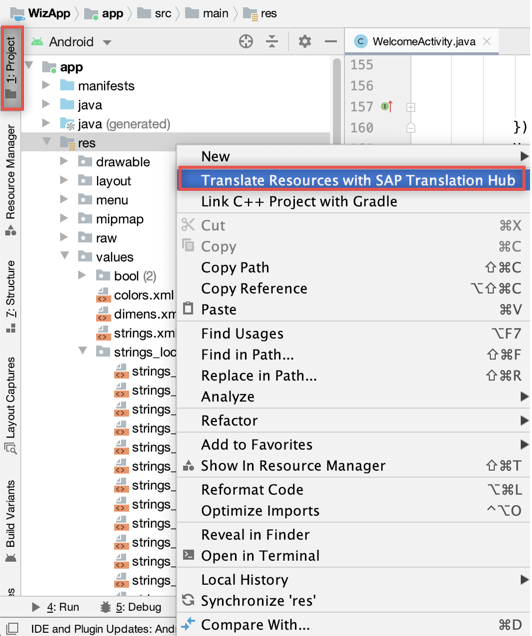 WizApp app src main res
Android
WelcomeActivity.java
1: Project
Resource Manager
7: Structure
Layout Captures
Build Variants
app
manifests
java
java (generated)
res
drawable
layout
menu
mipmap
raw
values
bool (2)
colors.xml
dimens.xm
strings.xm
strings_loc
strings_
strings_
strings_
strings_
strings_
strings_
strings_
strings_
strings_
strings_
strings_
strings_
155
156
157
160
})
New
Translate Resources with SAP Translation Hub
Link C++ Project with Gradle
Cut ⌘X
Copy ⌘C
Copy Path ⇧⌘C
Copy Reference ⌥⇧⌘C
Paste ⌘V
Find Usages ⌥F7
Find in Path... ⇧⌘F
Replace in Path... ⇧⌘R
Analyze
Refactor
Add to Favorites
Show In Resource Manager ⇧⌘T
Reformat Code ⌥⌘L
Optimize Imports ^⌥O
Reveal in Finder
Open in Terminal
Local History
Synchronize 'res'
Compare With... ⌘D
4: Run 5: Debug
IDE and Plugin Updates: And